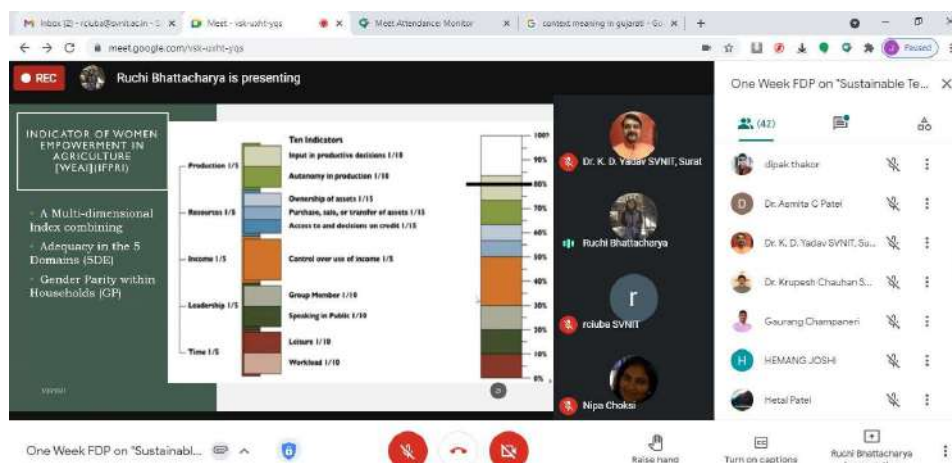 Inbox (2) - rciuba@svnit.ac.in - S
Meet - vsk-uxht-yqs
Meet Attendance Monitor
context meaning in gujarati - Go
meet.google.com/vsk-uxht-yqs
Paused
REC
Ruchi Bhattacharya is presenting
INDICATOR OF WOMEN
EMPOWERMENT IN
AGRICULTURE
[WEAI](IFPRI)
A Multi-dimensional
Index combining
Adequacy in the 5
Domains (5DE)
Gender Parity within
Households (GP)
Ten Indicators
Production 1/5
Input in productive decisions 1/10
Autonomy in production 1/10
Resources 1/5
Ownership of assets 1/15
Purchase, sale, or transfer of assets 1/15
Access to and decisions on credit 1/15
Income 1/5
Control over use of income 1/5
Leadership 1/5
Group Member 1/10
Speaking in Public 1/10
Time 1/5
Leisure 1/10
Workload 1/10
100%
90%
80%
70%
60%
50%
40%
30%
20%
10%
0%
Dr. K. D. Yadav SVNIT, Surat
Ruchi Bhattacharya
r
rciuba SVNIT
Nipa Choksi
One Week FDP on "Sustainable Te...
(42)
dipak thakor
D
Dr. Asmita C Patel
Dr. K. D. Yadav SVNIT, Su...
Dr. Krupesh Chauhan S...
Gaurang Champaneri
H
HEMANG JOSHI
Hetal Patel
One Week FDP on "Sustainabl...
Raise hand
Turn on captions
Ruchi Bhattacharya